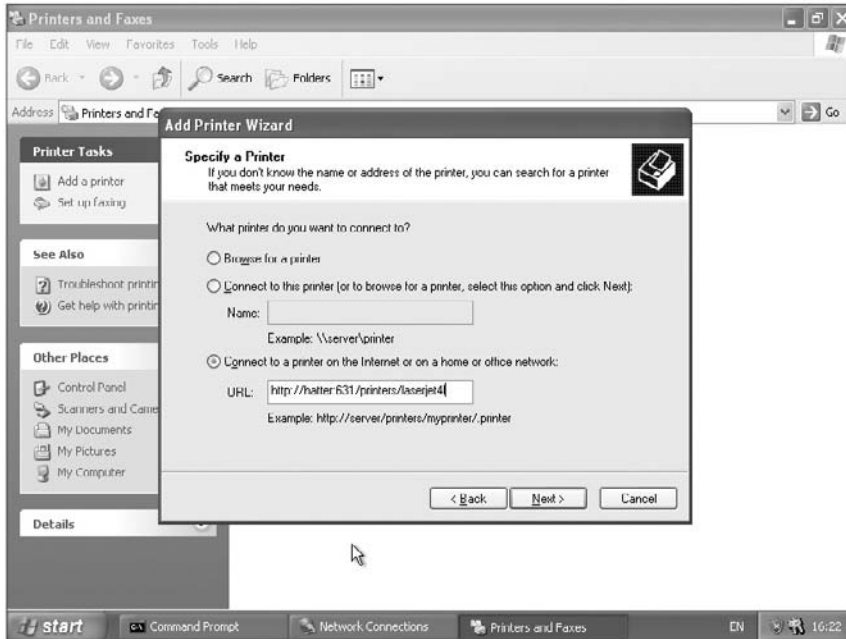 Printers and Faxes
File Edit View Favorites Tools Help
Back Search Folders
Address Printers and Fa Go
Add Printer Wizard
Specify a Printer
If you don't know the name or address of the printer, you can search for a printer
that meets your needs.
What printer do you want to connect to?
Browse for a printer
Connect to this printer (or to browse for a printer, select this option and click Next):
Name:
Example: \\server\printer
Connect to a printer on the Internet or on a home or office network:
URL: http://hatter:631/printers/laserjet4l
Example: http://server/printers/myprinter/.printer
< Back Next > Cancel
Printer Tasks
Add a printer
Set up faxing
See Also
Troubleshoot printin
Get help with printin
Other Places
Control Panel
Scanners and Came
My Documents
My Pictures
My Computer
Details
start Command Prompt Network Connections Printers and Faxes EN 16:22